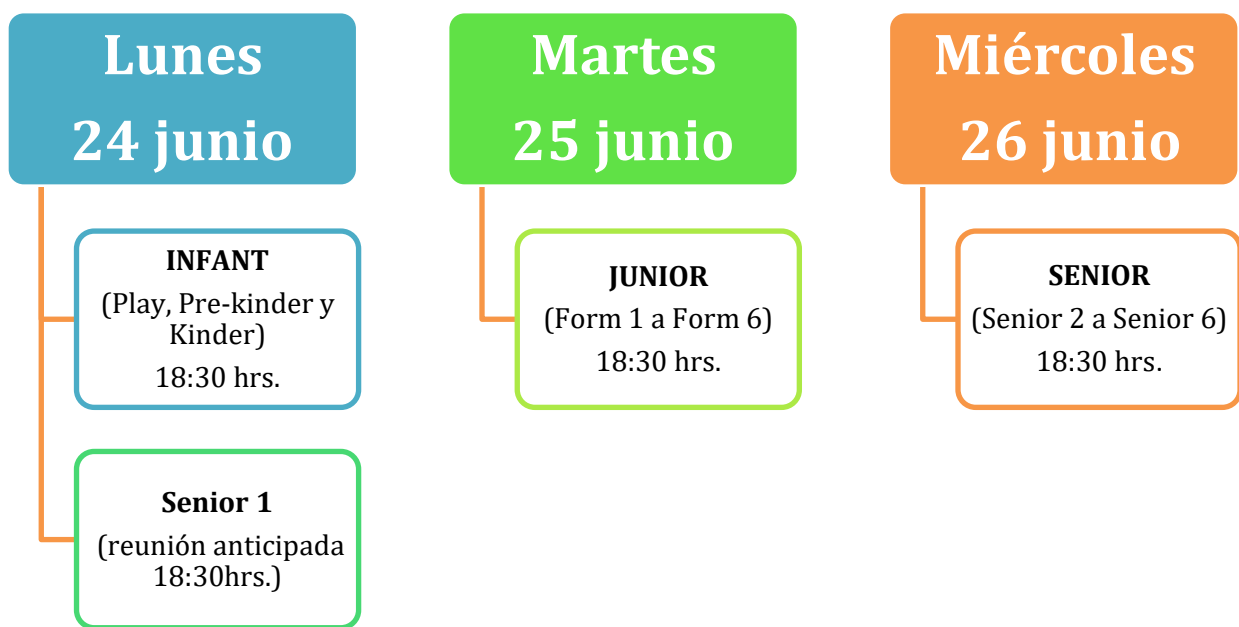 Lunes
24 junio
INFANT
(Play, Pre-kinder y
Kinder)
18:30 hrs.
Senior 1
(reunión anticipada
18:30hrs.)
Martes
25 junio
JUNIOR
(Form 1 a Form 6)
18:30 hrs.
Miércoles
26 junio
SENIOR
(Senior 2 a Senior 6)
18:30 hrs.